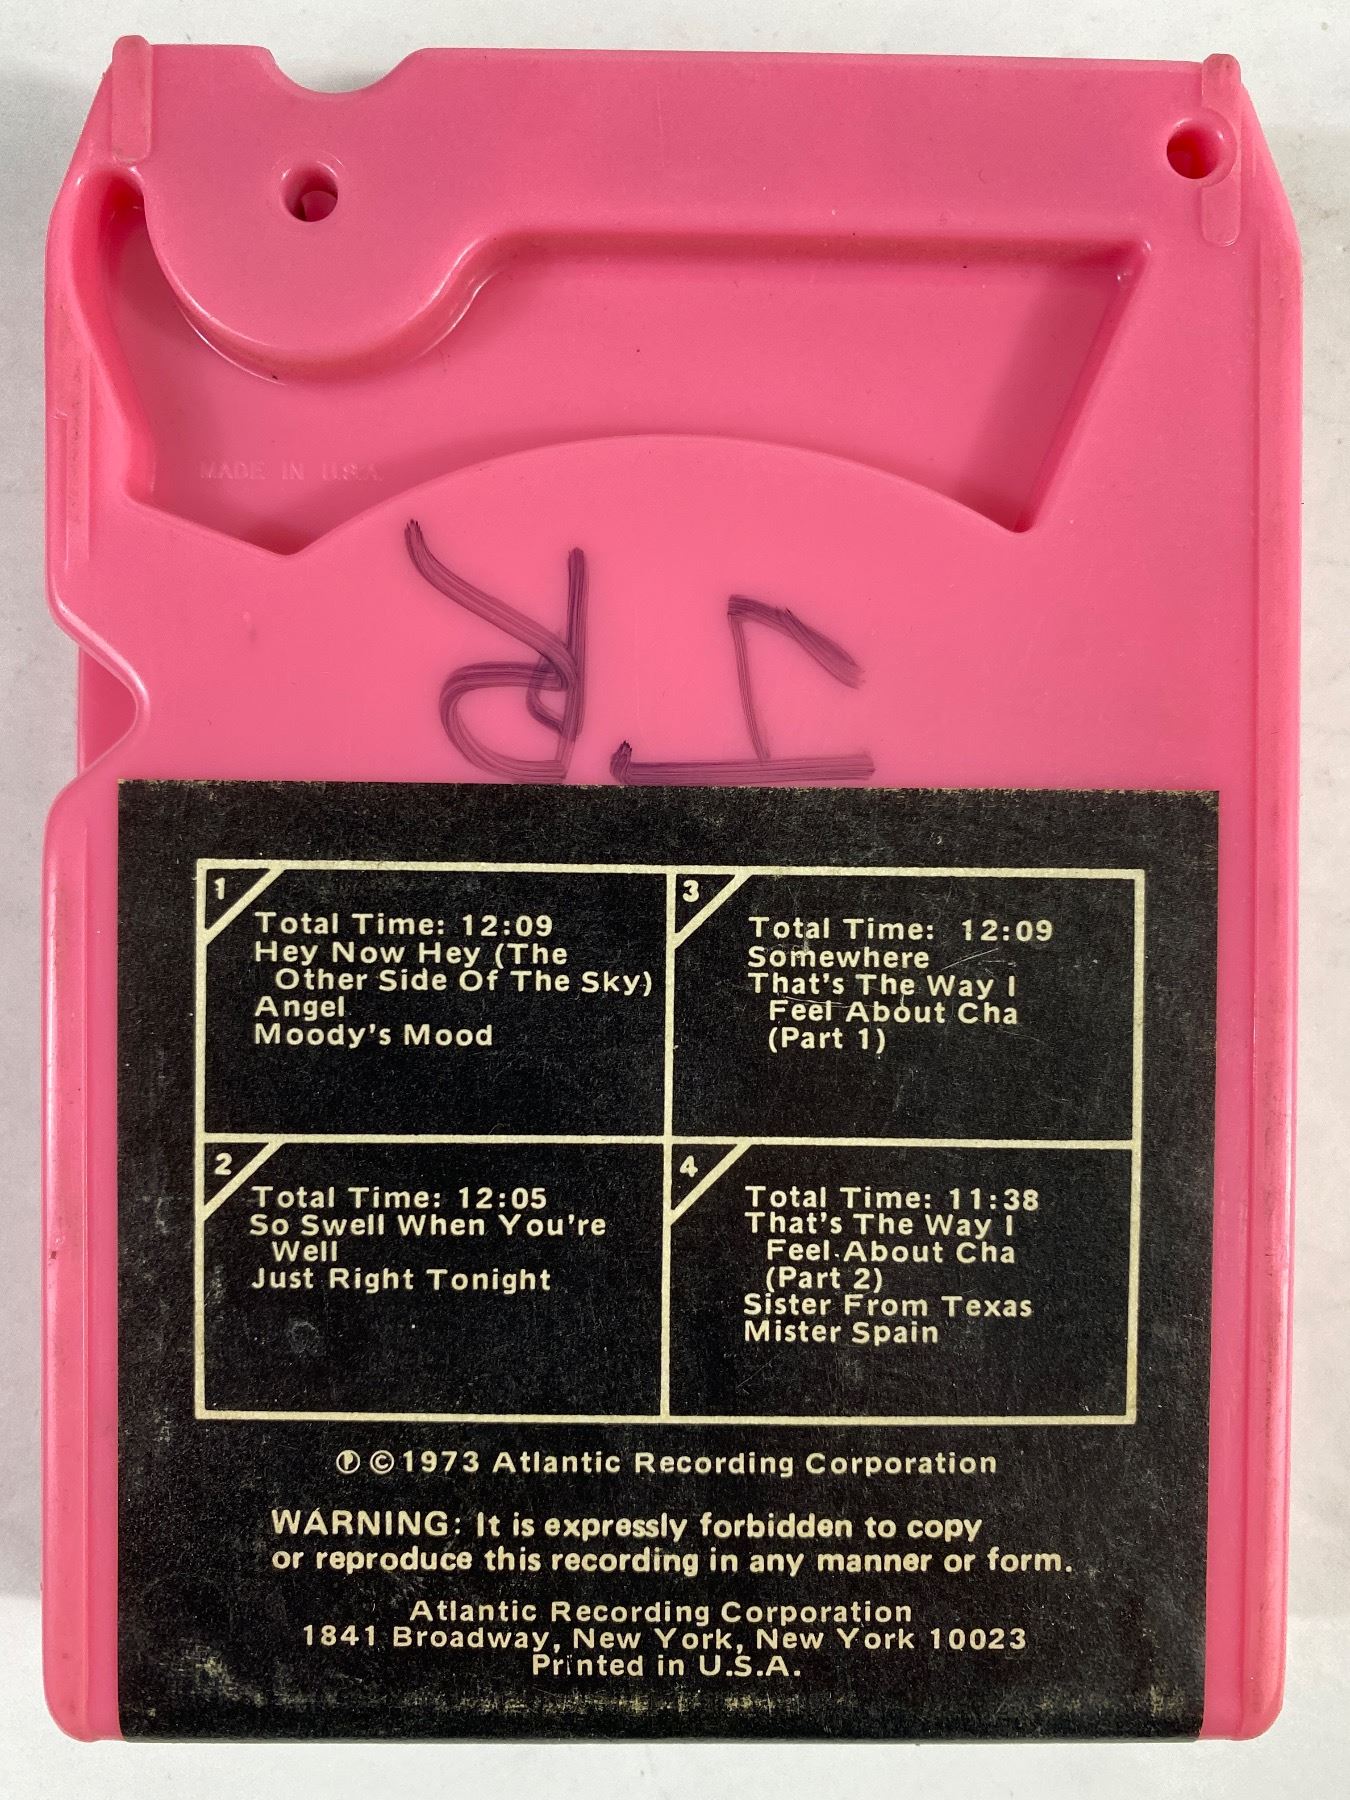 MADE IN U.S.A.
1
Total Time: 12:09
Hey Now Hey (The
Other Side Of The Sky)
Angel
Moody's Mood
2
Total Time: 12:05
So Swell When You're
Well
Just Right Tonight
3
Total Time: 12:09
Somewhere
That's The Way I
Feel About Cha
(Part 1)
4
Total Time: 11:38
That's The Way I
Feel About Cha
(Part 2)
Sister From Texas
Mister Spain
℗ © 1973 Atlantic Recording Corporation
WARNING: It is expressly forbidden to copy
or reproduce this recording in any manner or form.
Atlantic Recording Corporation
1841 Broadway, New York, New York 10023
Printed in U.S.A.